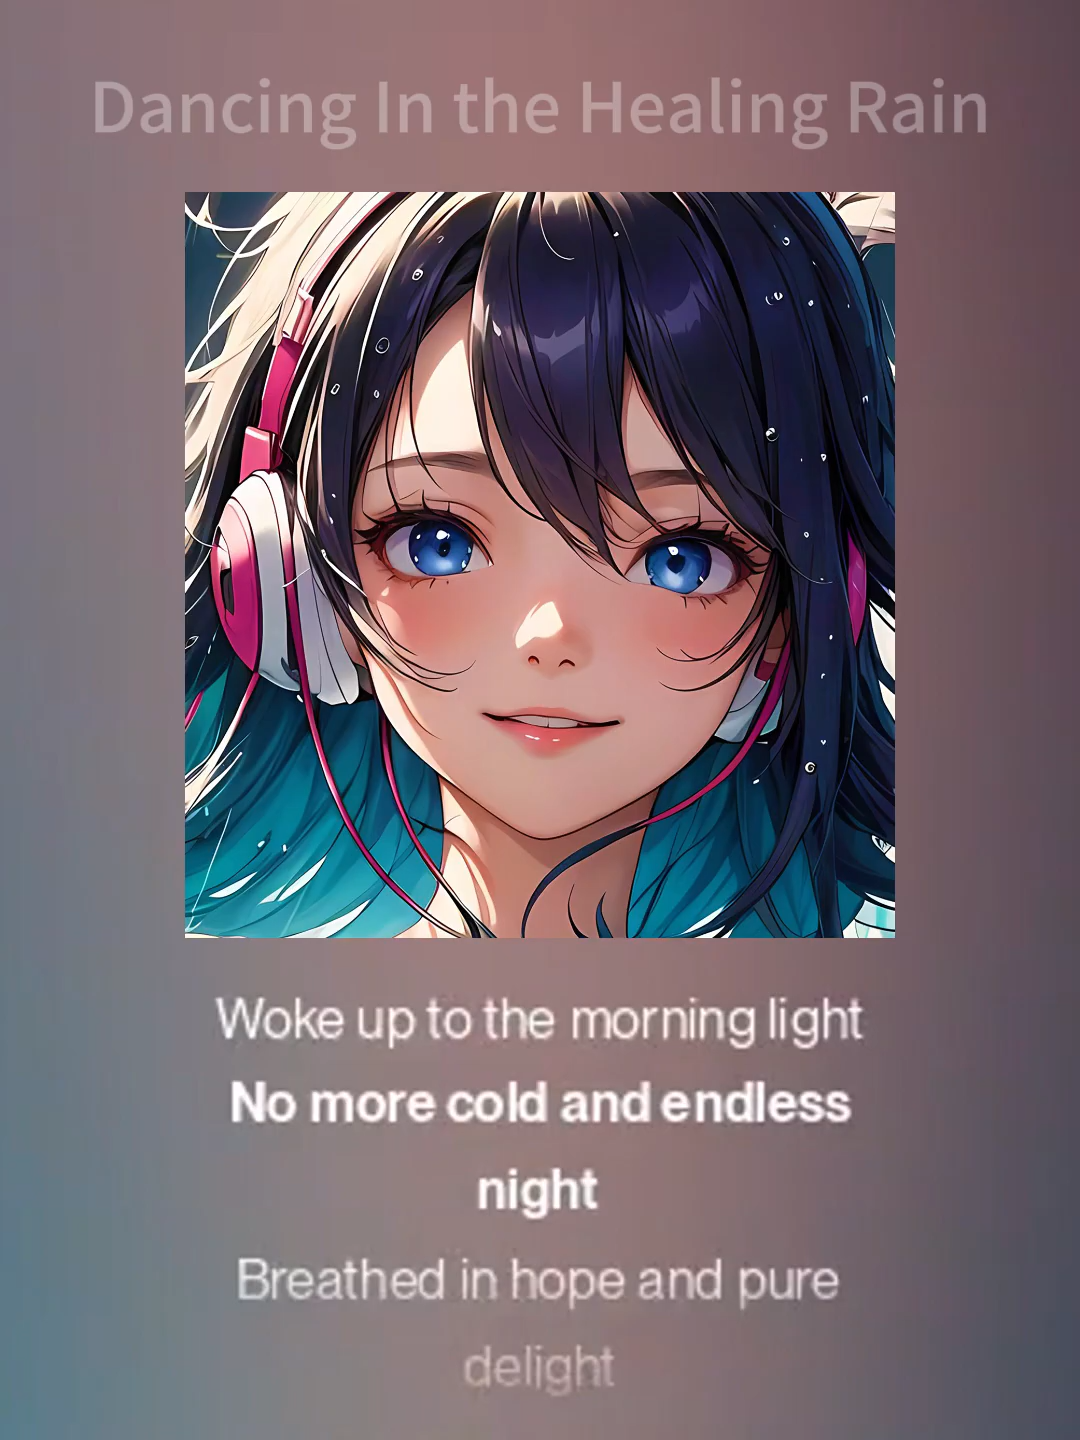 Dancing In the Healing Rain
Woke up to the morning light
No more cold and endless
night
Breathed in hope and pure
delight